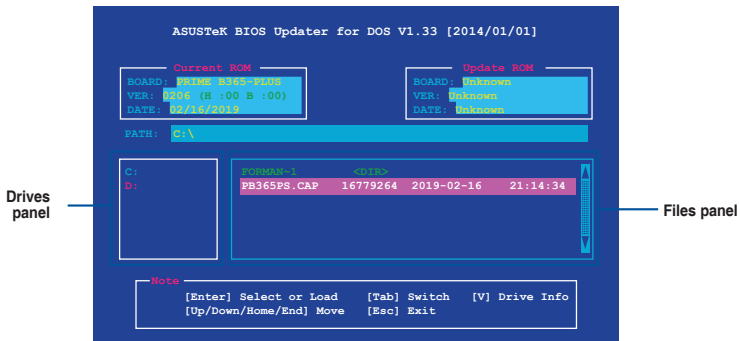 ASUSTeK BIOS Updater for DOS V1.33 [2014/01/01]
Current ROM
BOARD: PRIME B365-PLUS
VER: 0206 (H :00 B :00)
DATE: 02/16/2019
Update ROM
BOARD: Unknown
VER: Unknown
DATE: Unknown
PATH: C:\
C:
D:
FORMAN~1 <DIR>
PB365PS.CAP 16779264 2019-02-16 21:14:34
Drives
panel
Files panel
Note
[Enter] Select or Load [Tab] Switch [V] Drive Info
[Up/Down/Home/End] Move [Esc] Exit